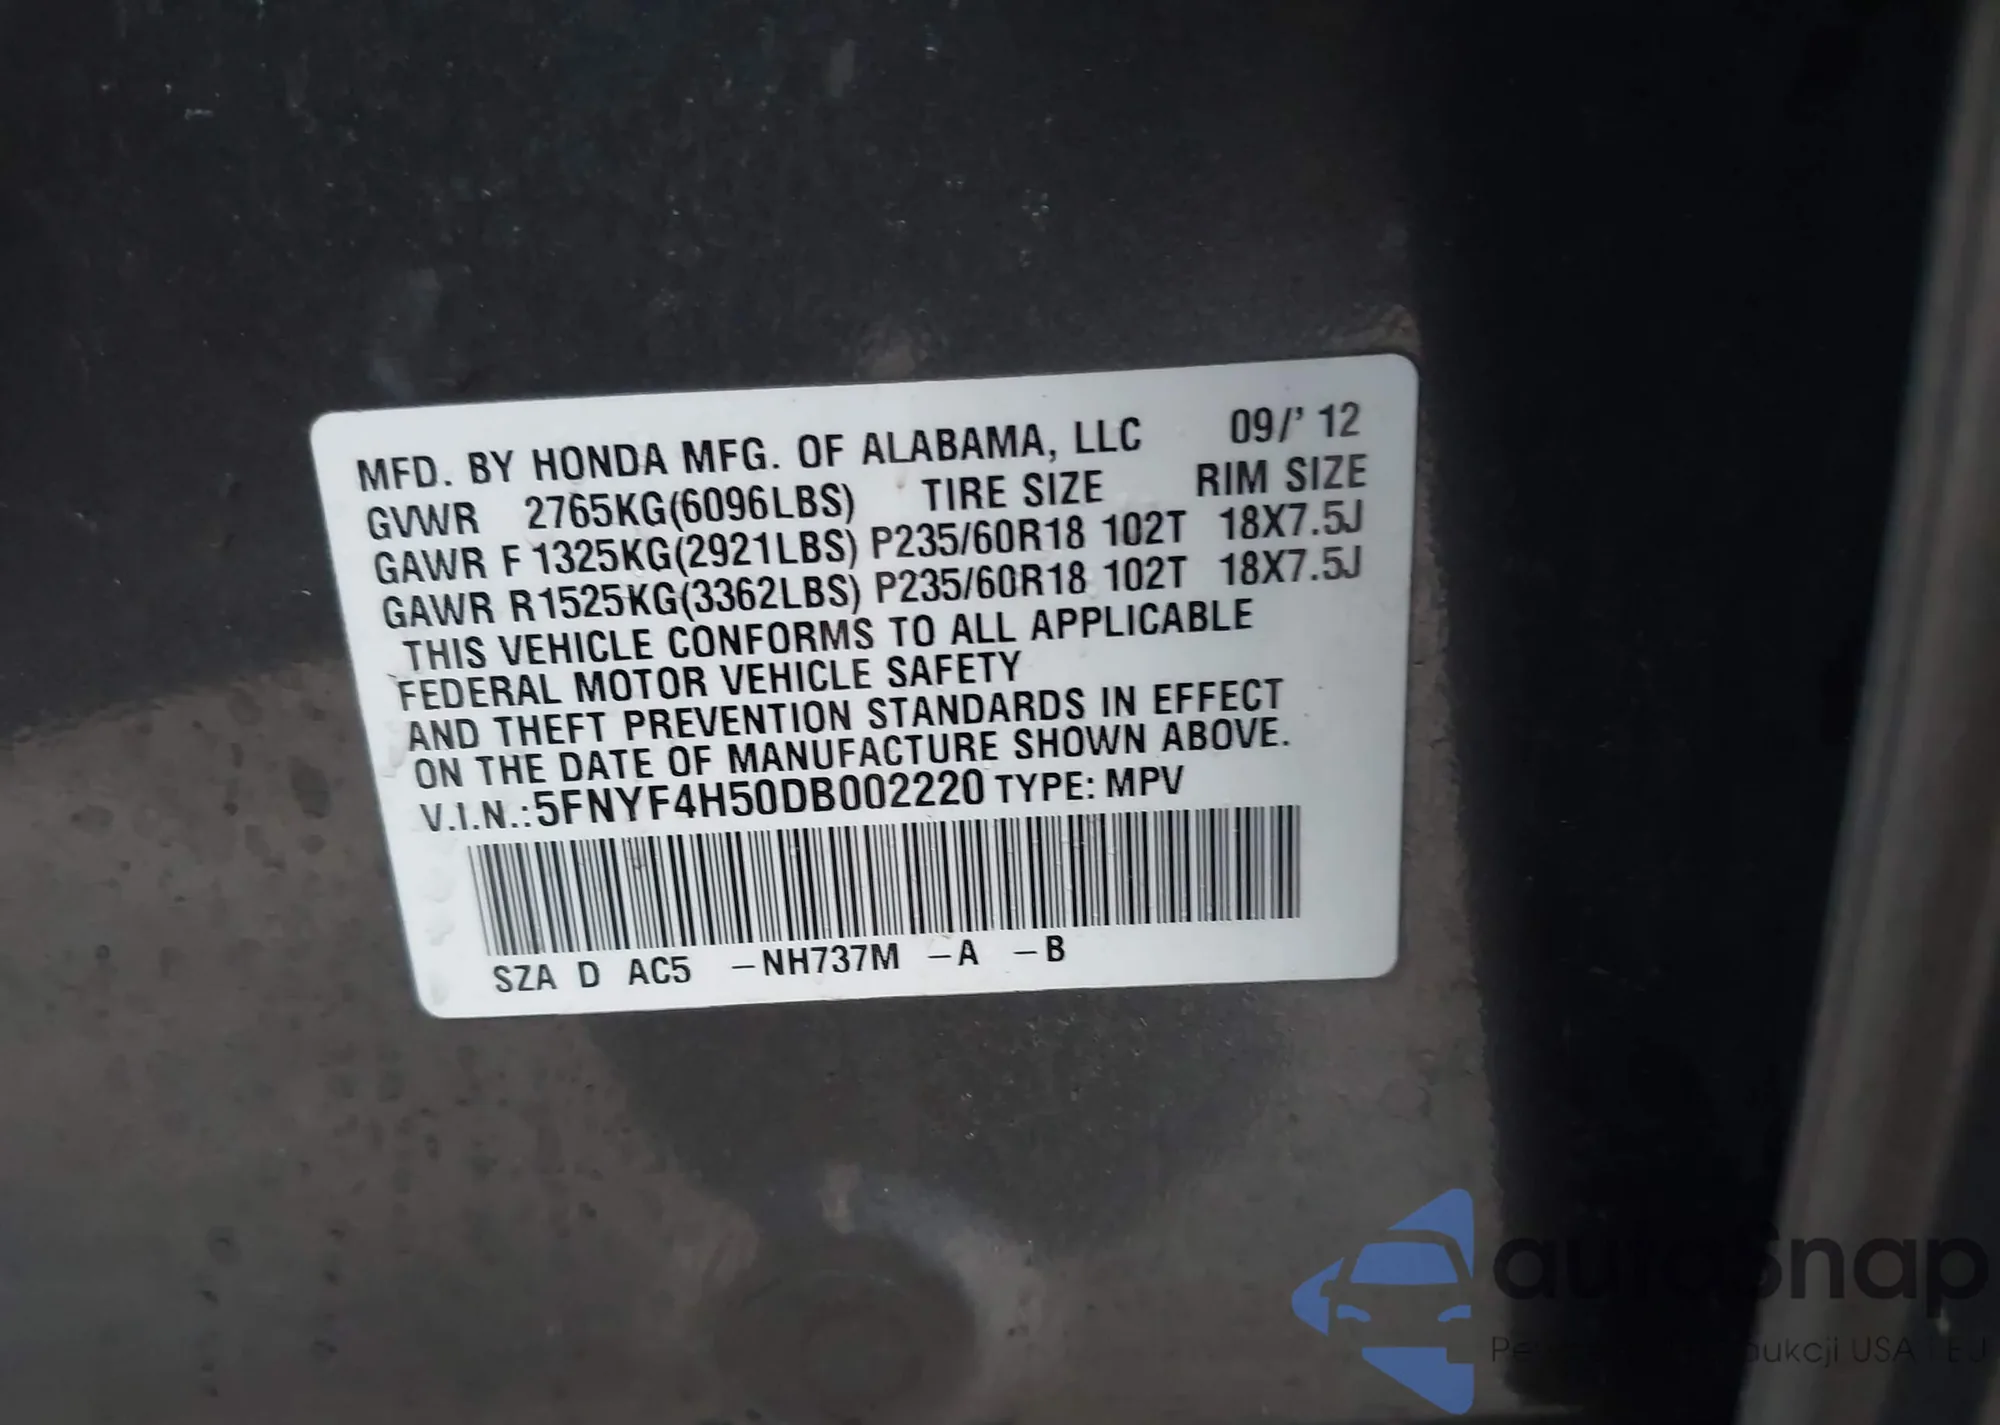 MFD. BY HONDA MFG. OF ALABAMA, LLC 09/' 12
GVWR 2765KG(6096LBS) TIRE SIZE RIM SIZE
GAWR F 1325KG(2921LBS) P235/60R18 102T 18X7.5J
GAWR R1525KG(3362LBS) P235/60R18 102T 18X7.5J
THIS VEHICLE CONFORMS TO ALL APPLICABLE
FEDERAL MOTOR VEHICLE SAFETY
AND THEFT PREVENTION STANDARDS IN EFFECT
ON THE DATE OF MANUFACTURE SHOWN ABOVE.
V.I.N.:5FNYF4H50DB002220 TYPE: MPV
SZA D AC5 –NH737M –A –B
autosnap
USA